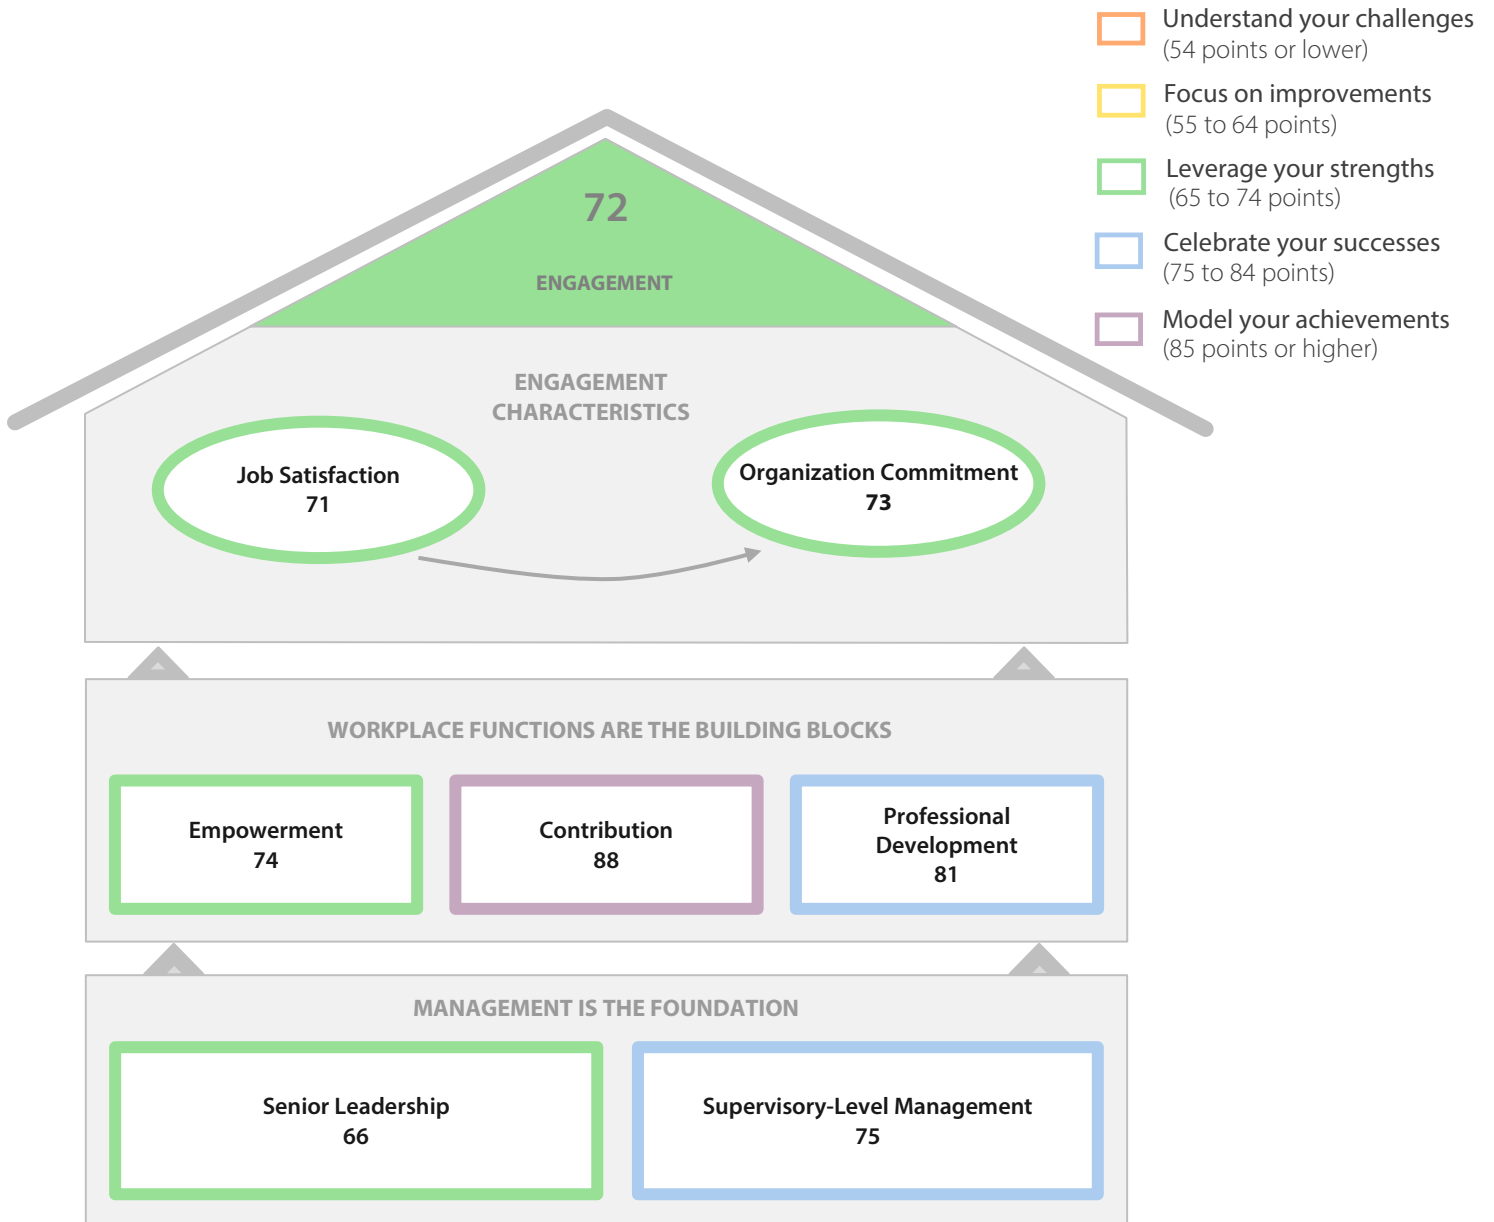 Understand your challenges
(54 points or lower)
Focus on improvements
(55 to 64 points)
Leverage your strengths
(65 to 74 points)
Celebrate your successes
(75 to 84 points)
Model your achievements
(85 points or higher)
72
ENGAGEMENT
ENGAGEMENT
CHARACTERISTICS
Job Satisfaction
71
Organization Commitment
73
WORKPLACE FUNCTIONS ARE THE BUILDING BLOCKS
Empowerment
74
Contribution
88
Professional
Development
81
MANAGEMENT IS THE FOUNDATION
Senior Leadership
66
Supervisory-Level Management
75